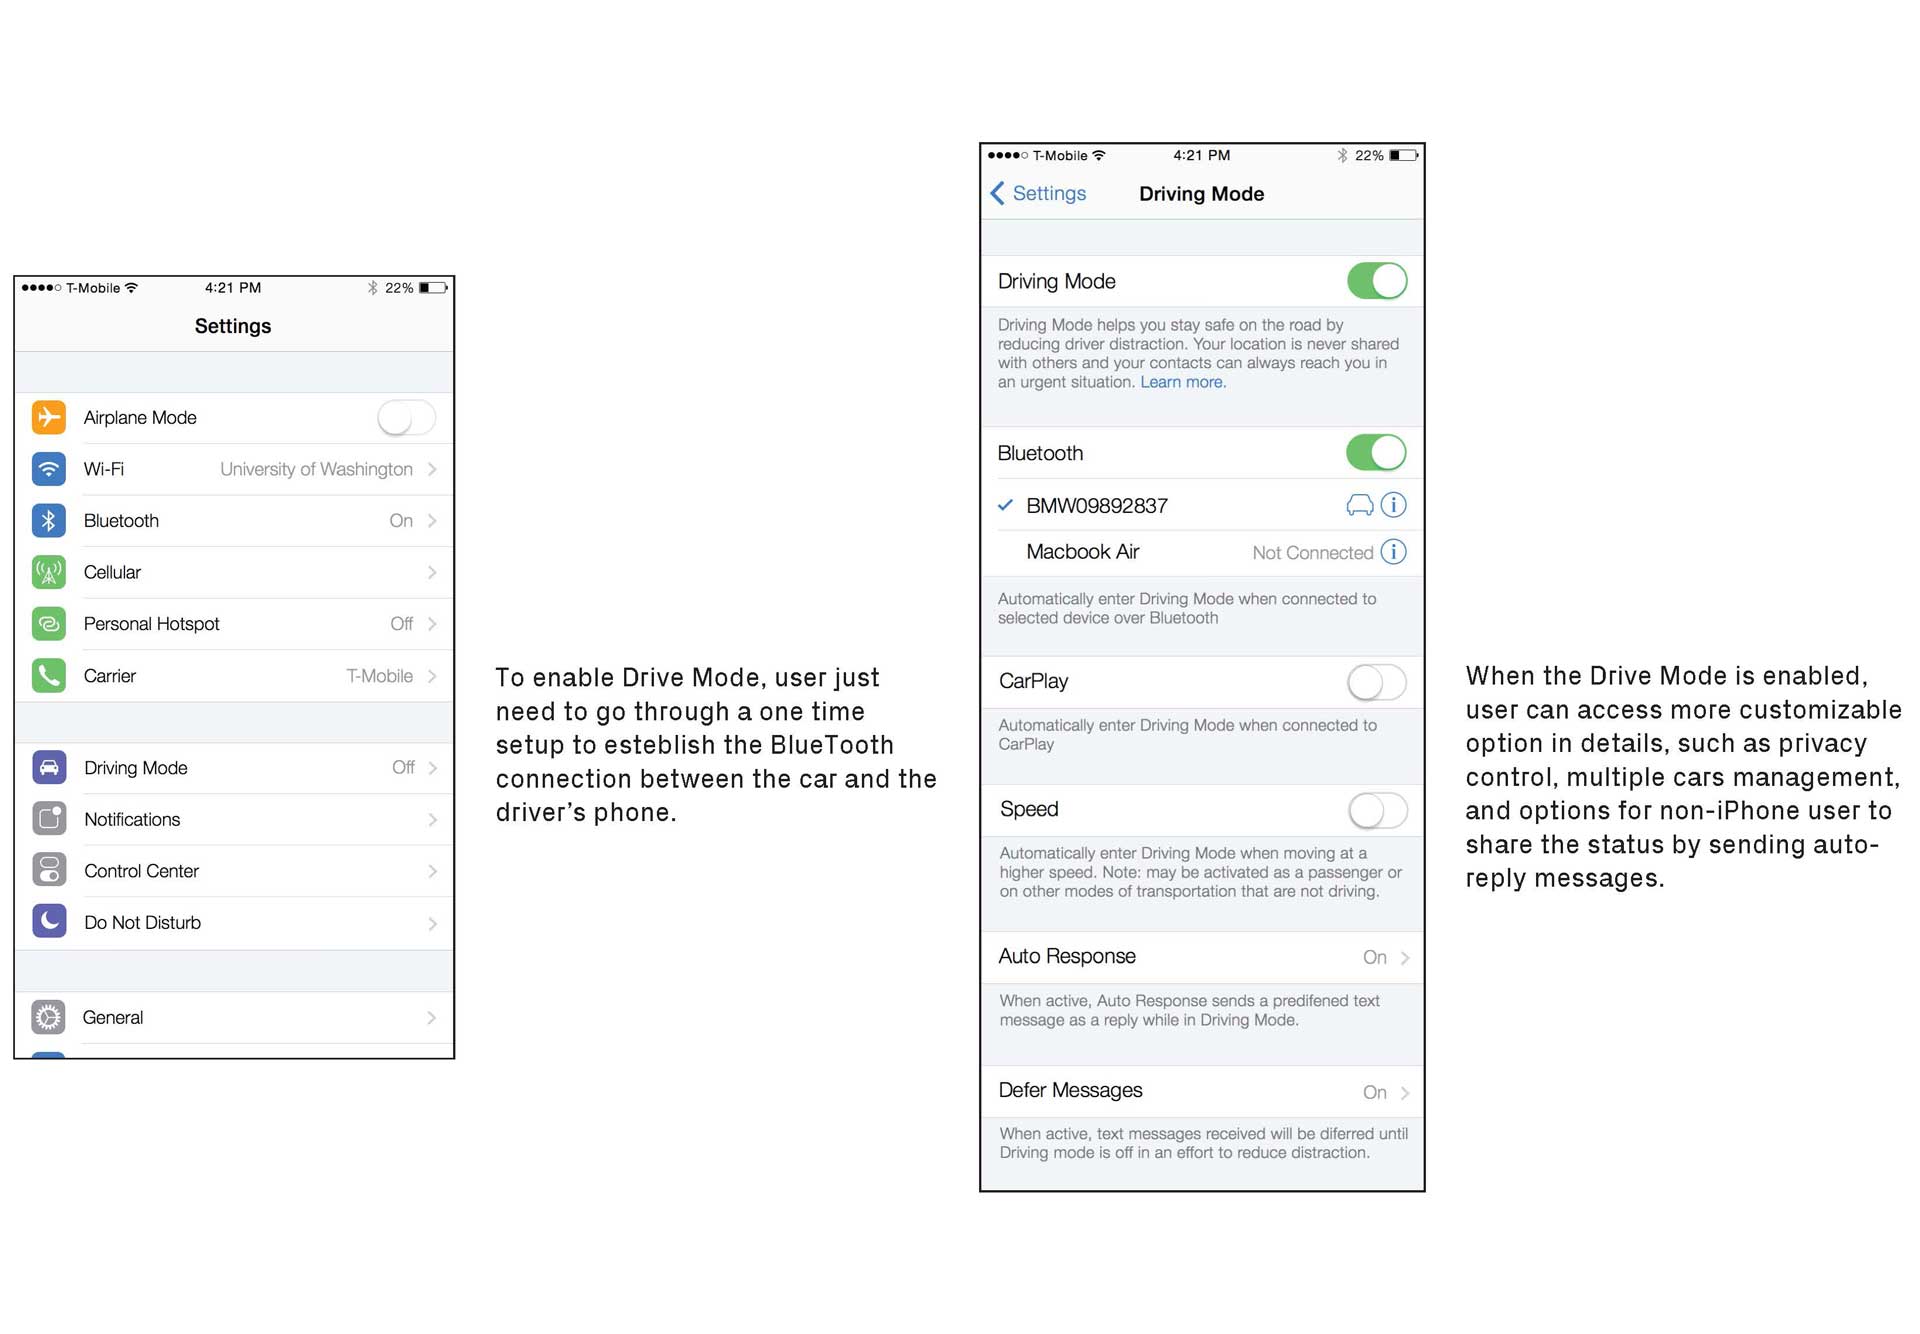 T-Mobile 4:21 PM 22%
Settings
Airplane Mode
Wi-Fi University of Washington
Bluetooth On
Cellular
Personal Hotspot Off
Carrier T-Mobile
Driving Mode Off
Notifications
Control Center
Do Not Disturb
General
To enable Drive Mode, user just
need to go through a one time
setup to esteblish the BlueTooth
connection between the car and the
driver's phone.
T-Mobile 4:21 PM 22%
Settings Driving Mode
Driving Mode
Driving Mode helps you stay safe on the road by
reducing driver distraction. Your location is never shared
with others and your contacts can always reach you in
an urgent situation. Learn more.
Bluetooth
BMW09892837
Macbook Air Not Connected
Automatically enter Driving Mode when connected to
selected device over Bluetooth
CarPlay
Automatically enter Driving Mode when connected to
CarPlay
Speed
Automatically enter Driving Mode when moving at a
higher speed. Note: may be activated as a passenger or
on other modes of transportation that are not driving.
Auto Response On
When active, Auto Response sends a predifened text
message as a reply while in Driving Mode.
Defer Messages On
When active, text messages received will be diferred until
Driving mode is off in an effort to reduce distraction.
When the Drive Mode is enabled,
user can access more customizable
option in details, such as privacy
control, multiple cars management,
and options for non-iPhone user to
share the status by sending auto-
reply messages.